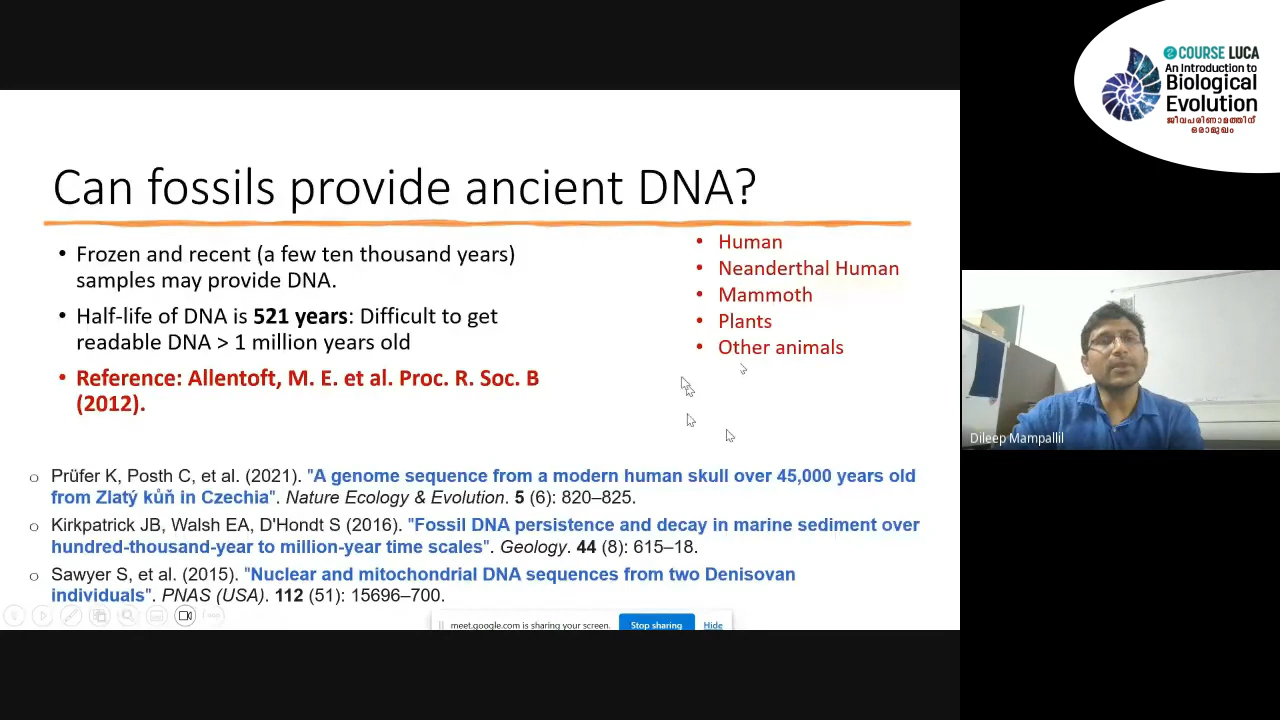 Can fossils provide ancient DNA?
• Frozen and recent (a few ten thousand years)
samples may provide DNA.
• Half-life of DNA is 521 years: Difficult to get
readable DNA > 1 million years old
• Reference: Allentoft, M. E. et al. Proc. R. Soc. B
(2012).
• Human
• Neanderthal Human
• Mammoth
• Plants
• Other animals
o Prüfer K, Posth C, et al. (2021). "A genome sequence from a modern human skull over 45,000 years old
from Zlatý kůň in Czechia". Nature Ecology & Evolution. 5 (6): 820–825.
o Kirkpatrick JB, Walsh EA, D'Hondt S (2016). "Fossil DNA persistence and decay in marine sediment over
hundred-thousand-year to million-year time scales". Geology. 44 (8): 615–18.
o Sawyer S, et al. (2015). "Nuclear and mitochondrial DNA sequences from two Denisovan
individuals". PNAS (USA). 112 (51): 15696–700.
meet.google.com is sharing your screen. Stop sharing Hide
COURSE LUCA
An Introduction to
Biological
Evolution
ജീവപരിണാമത്തിന്
ഒരാമുഖം
Dileep Mampallil